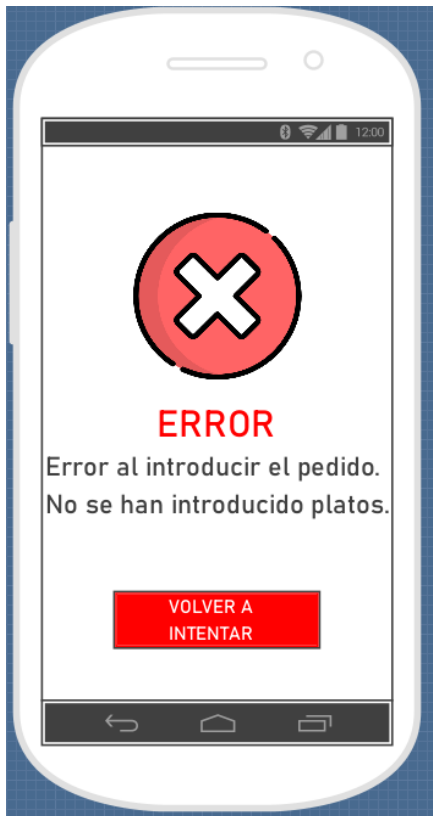 12:00
ERROR
Error al introducir el pedido.
No se han introducido platos.
VOLVER A
INTENTAR